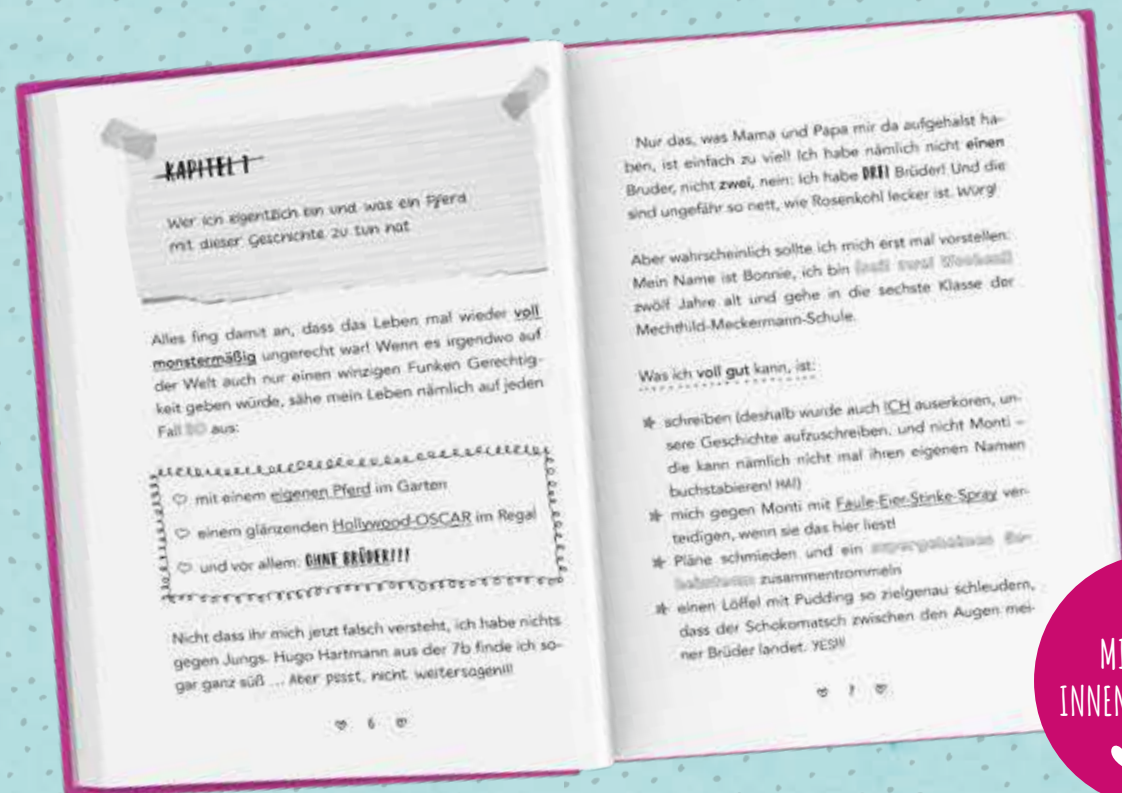 KAPITEL 1
Wer ich eigentlich bin und was ein Pferd
mit dieser Geschichte zu tun hat
Alles fing damit an, dass das Leben mal wieder voll
monstermäßig ungerecht war! Wenn es irgendwo auf
der Welt auch nur einen winzigen Funken Gerechtig-
keit geben würde, sähe mein Leben nämlich auf jeden
Fall SO aus:
mit einem eigenen Pferd im Garten
einem glänzenden Hollywood-OSCAR im Regal
und vor allem: OHNE BRÜDER!!!
Nicht dass ihr mich jetzt falsch versteht, ich habe nichts
gegen Jungs. Hugo Hartmann aus der 7b finde ich so-
gar ganz süß ... Aber pssst, nicht weitersagen!!!
6
Nur das, was Mama und Papa mir da aufgehalst ha-
ben, ist einfach zu viel! Ich habe nämlich nicht einen
Bruder, nicht zwei, nein: Ich habe DREI Brüder! Und die
sind ungefähr so nett, wie Rosenkohl lecker ist. Würg!
Aber wahrscheinlich sollte ich mich erst mal vorstellen:
Mein Name ist Bonnie, ich bin
zwölf Jahre alt und gehe in die sechste Klasse der
Mechthild-Meckermann-Schule.
Was ich voll gut kann, ist:
schreiben (deshalb wurde auch ICH auserkoren, un-
sere Geschichte aufzuschreiben, und nicht Monti –
die kann nämlich nicht mal ihren eigenen Namen
buchstabieren! HA!)
mich gegen Monti mit Faule-Eier-Stinke-Spray ver-
teidigen, wenn sie das hier liest!
Pläne schmieden und ein
zusammentrommeln
einen Löffel mit Pudding so zielgenau schleudern,
dass der Schokomatsch zwischen den Augen mei-
ner Brüder landet. YES!!!
7
MI
INNEN